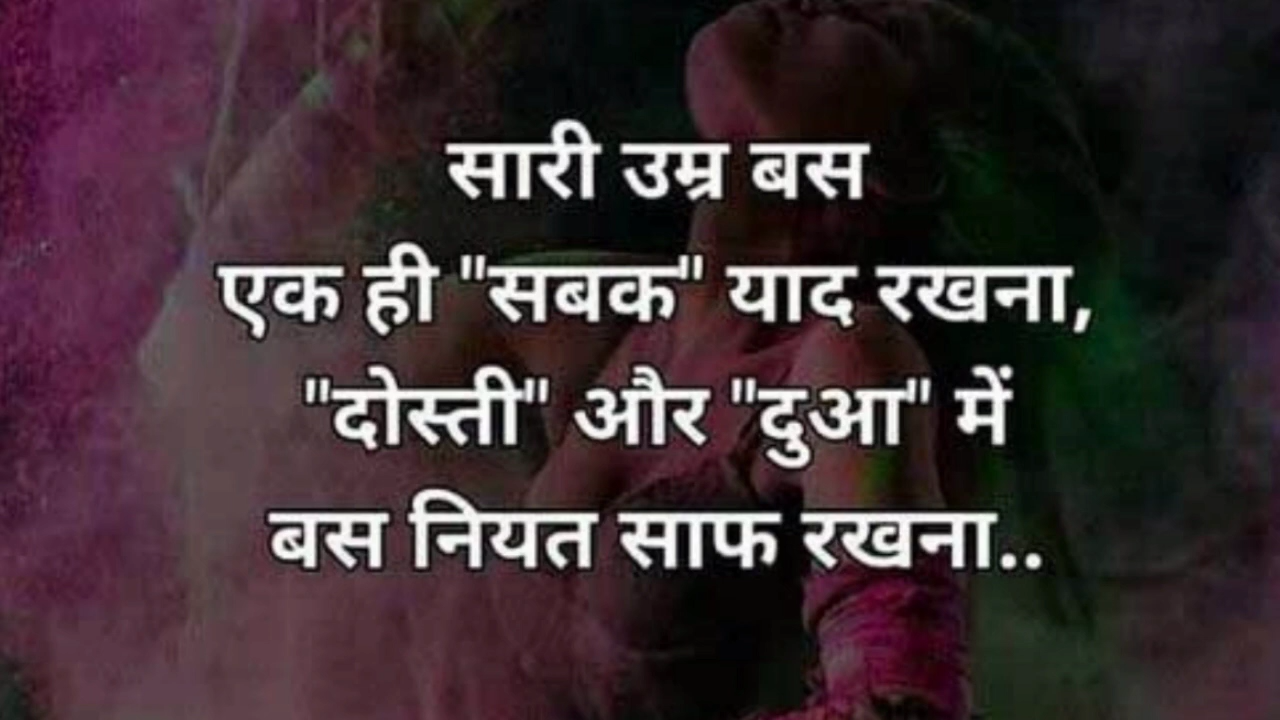 सारी उम्र बस
एक ही "सबक" याद रखना,
"दोस्ती" और "दुआ" में
बस नियत साफ रखना..